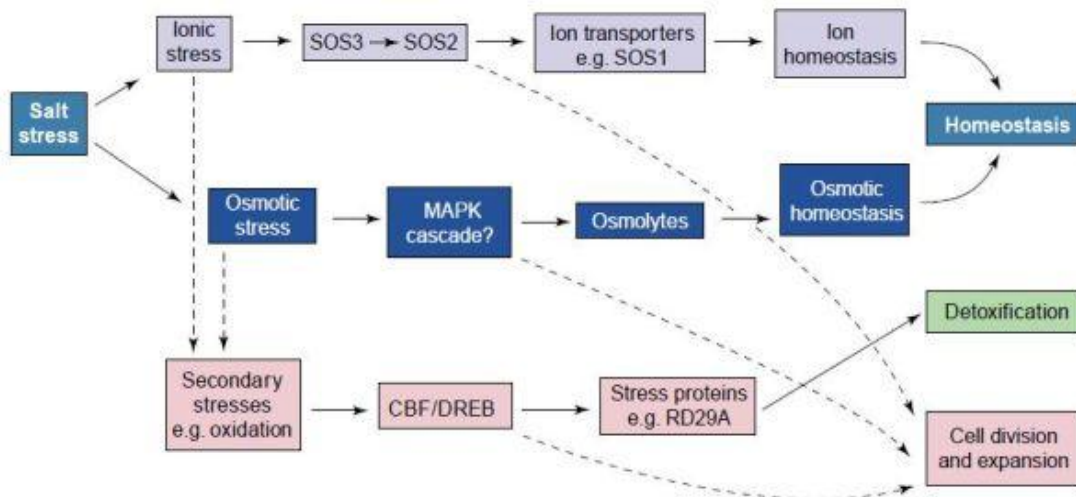 Ionic
stress
SOS3 → SOS2
Ion transporters
e.g. SOS1
Ion
homeostasis
Salt
stress
Homeostasis
Osmotic
stress
MAPK
cascade?
Osmolytes
Osmotic
homeostasis
Detoxification
Secondary
stresses
e.g. oxidation
CBF/DREB
Stress proteins
e.g. RD29A
Cell division
and expansion